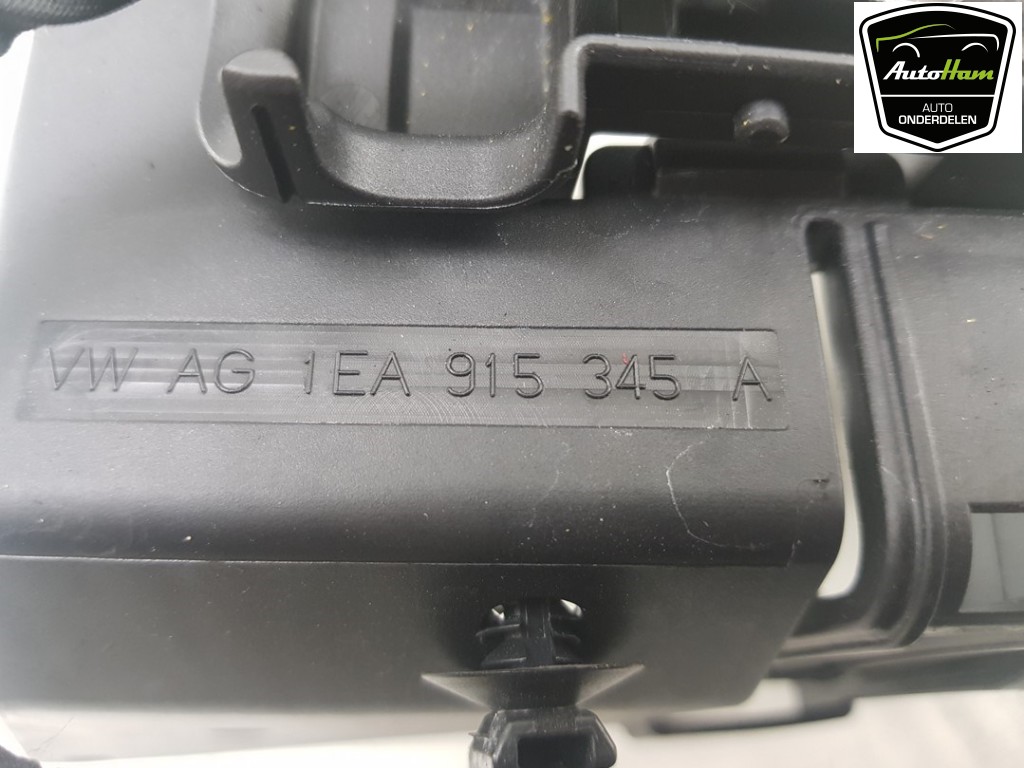 AutoHam
AUTO
ONDERDELEN
VW AG 1EA 915 345 A